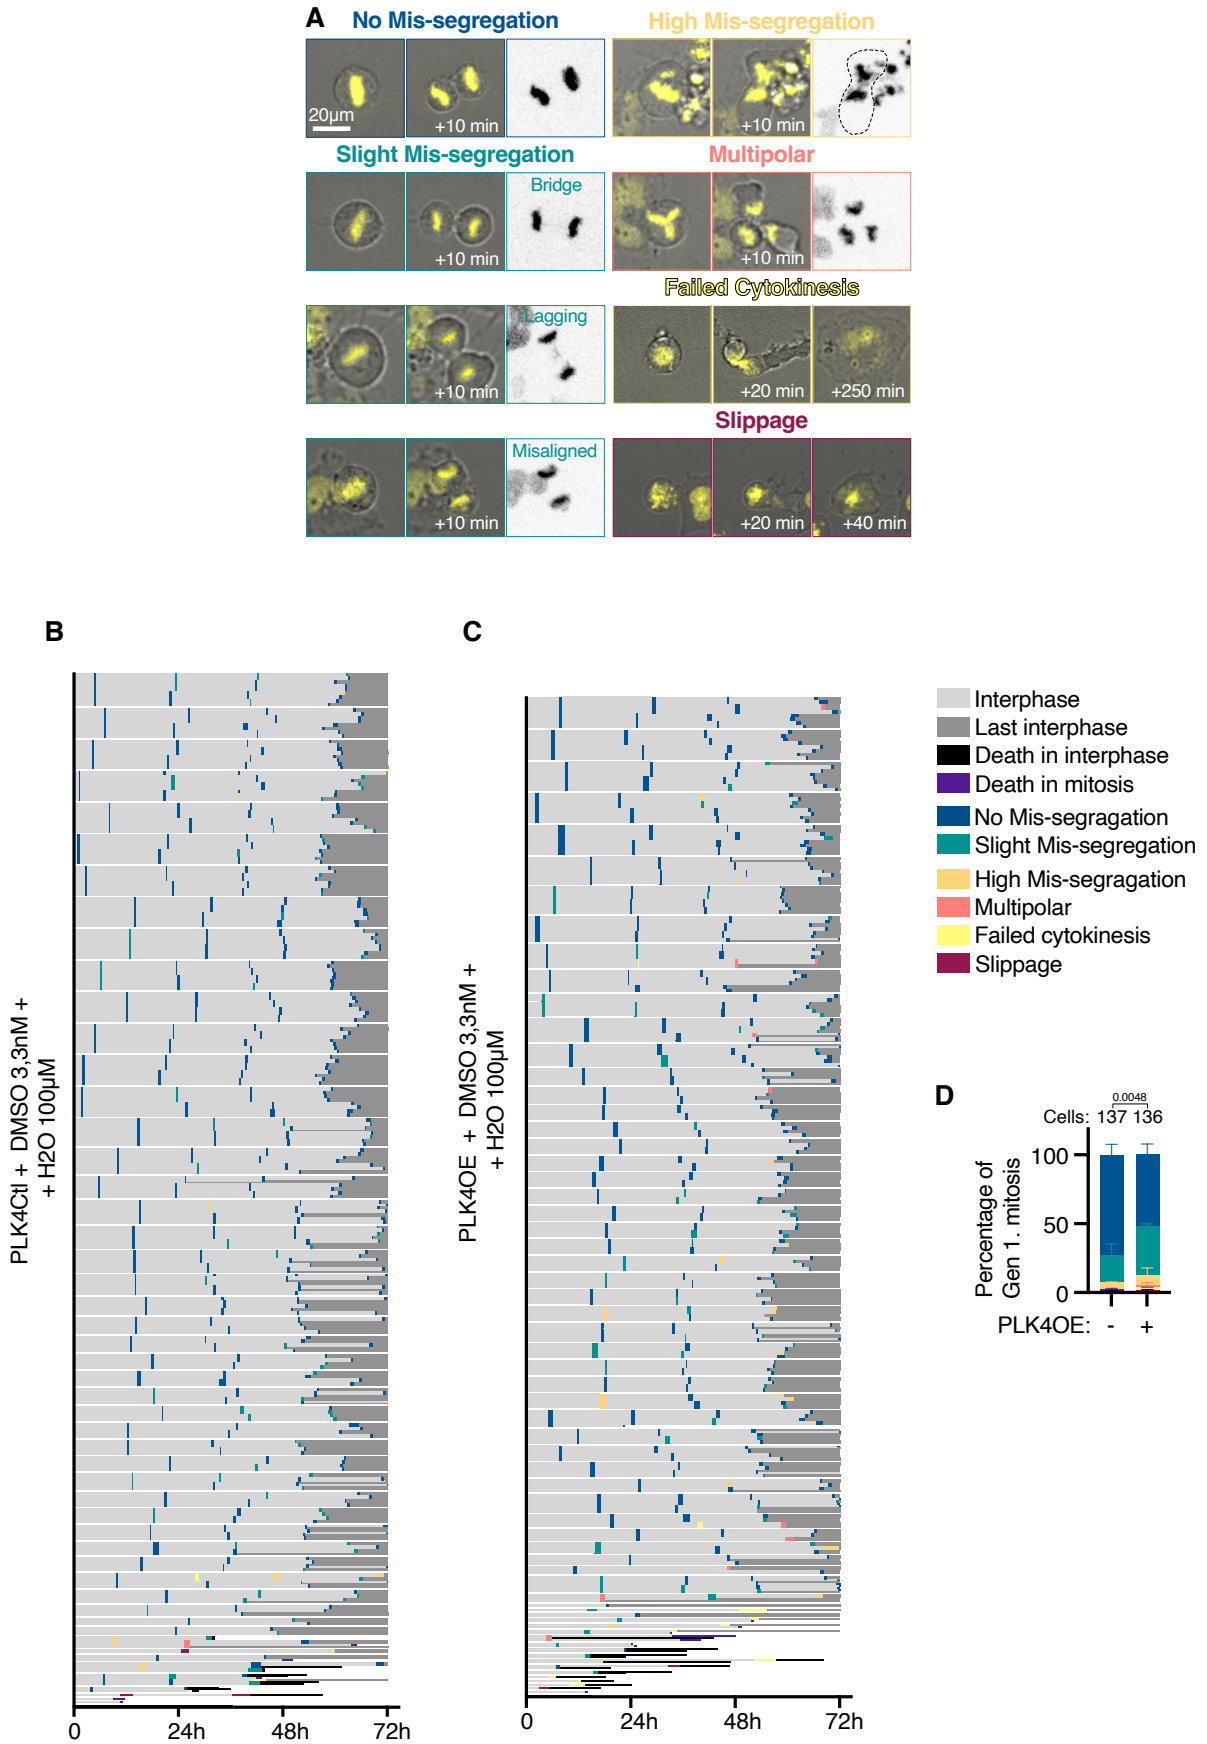 A
No Mis-segregation
High Mis-segregation
20µm
+10 min
+10 min
Slight Mis-segregation
Multipolar
Bridge
+10 min
+10 min
Failed Cytokinesis
Lagging
+10 min
+20 min
+250 min
Slippage
Misaligned
+10 min
+20 min
+40 min
B
C
PLK4Ctl + DMSO 3,3nM +
+ H2O 100µM
0
24h
48h
72h
PLK4OE + DMSO 3,3nM +
+ H2O 100µM
0
24h
48h
72h
Interphase
Last interphase
Death in interphase
Death in mitosis
No Mis-segragation
Slight Mis-segregation
High Mis-segragation
Multipolar
Failed cytokinesis
Slippage
D
0.0048
Cells: 137 136
Percentage of
Gen 1. mitosis
100
50
0
PLK4OE: - +